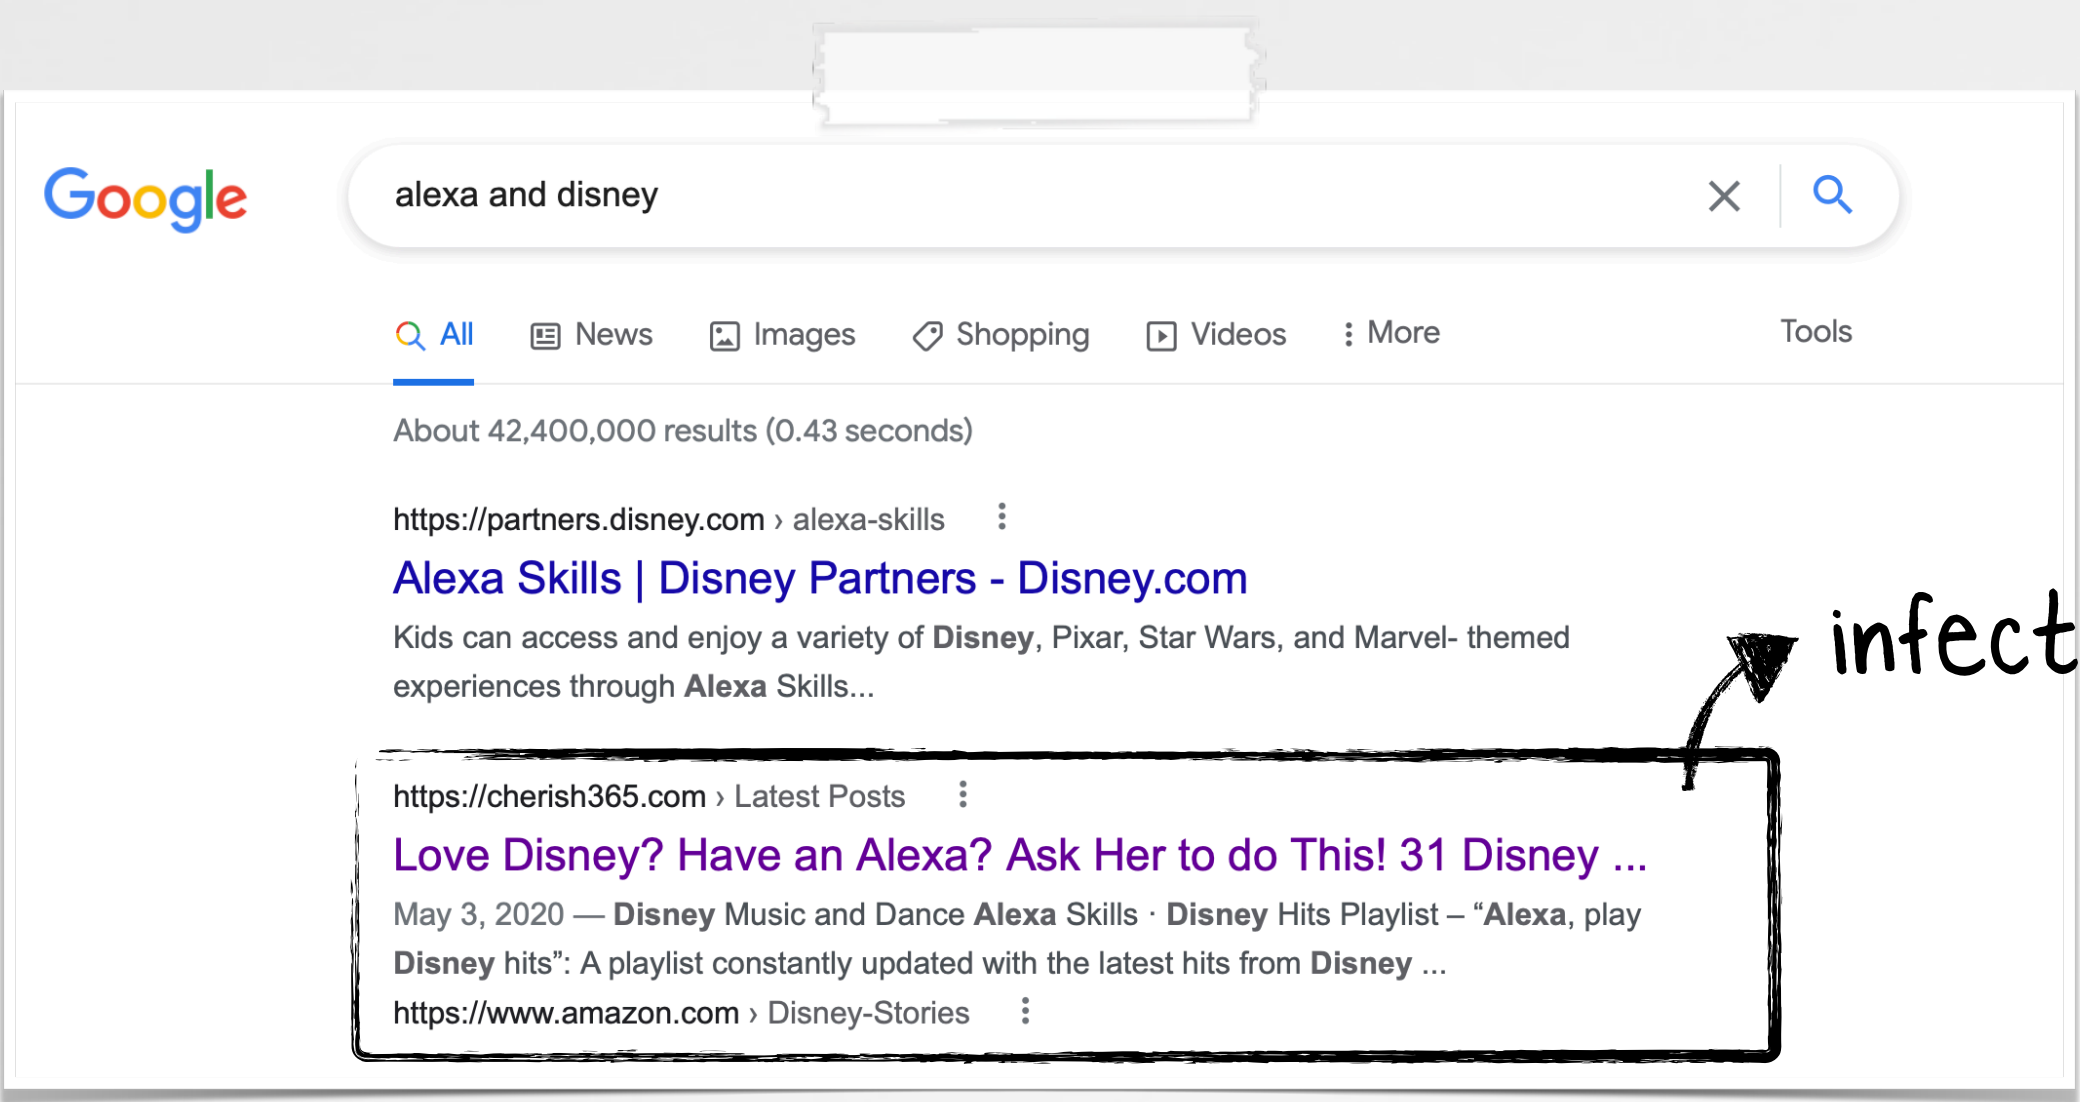 Google
alexa and disney
All News Images Shopping Videos More Tools
About 42,400,000 results (0.43 seconds)
https://partners.disney.com › alexa-skills
Alexa Skills | Disney Partners - Disney.com
Kids can access and enjoy a variety of Disney, Pixar, Star Wars, and Marvel- themed
experiences through Alexa Skills...
infect
https://cherish365.com › Latest Posts
Love Disney? Have an Alexa? Ask Her to do This! 31 Disney ...
May 3, 2020 — Disney Music and Dance Alexa Skills · Disney Hits Playlist – “Alexa, play
Disney hits”: A playlist constantly updated with the latest hits from Disney ...
https://www.amazon.com › Disney-Stories